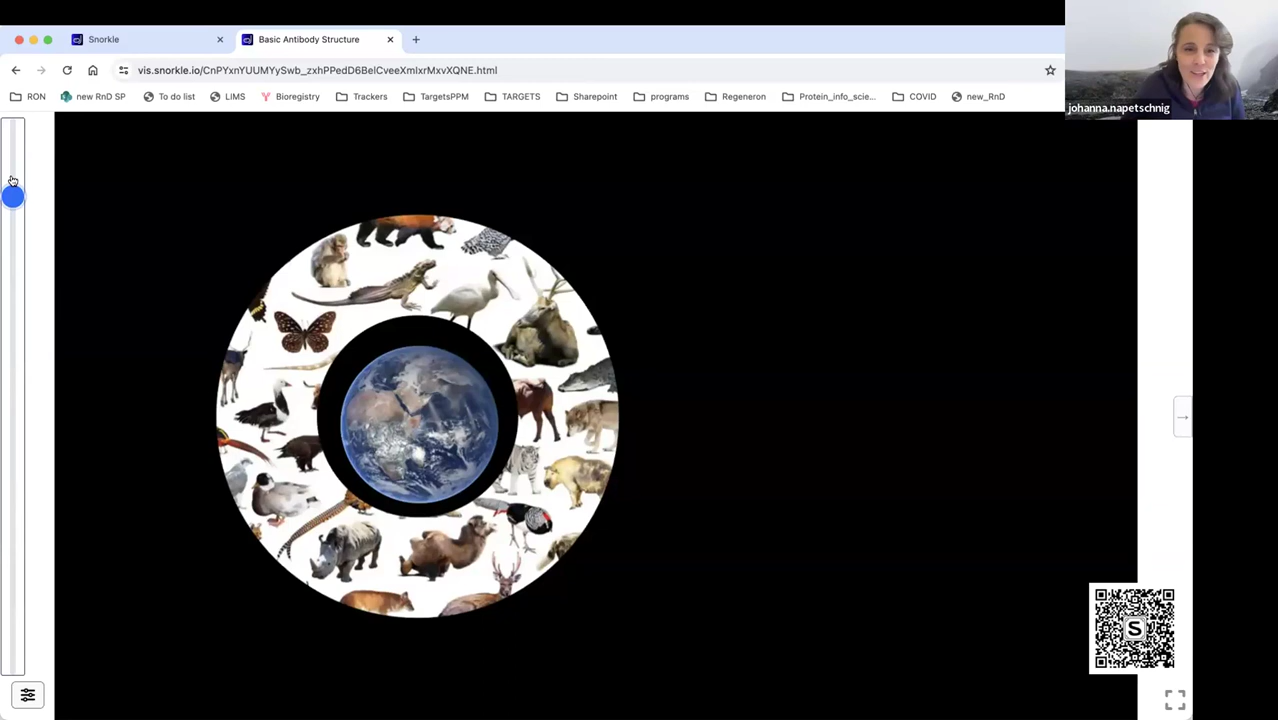 Snorkle
Basic Antibody Structure
vis.snorkle.io/CnPYxnYUUMYySwb_zxhPPedD6BelCveeXmIxrMxvXQNE.html
RON
new RnD SP
To do list
LIMS
Bioregistry
Trackers
TargetsPPM
TARGETS
Sharepoint
programs
Regeneron
Protein_info_scie...
COVID
new_RnD
johanna.napetschnig
S